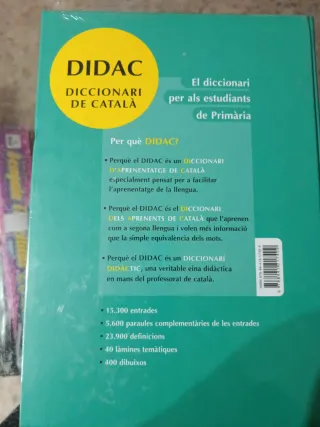 DIDAC
DICCIONARI
DE CATALÀ
El diccionari
per als estudiants
de Primària
Per què DIDAC?
• Perquè el DIDAC és un DICCIONARI
D'APRENENTATGE DE CATALÀ
especialment pensat per a facilitar
l'aprenentatge de la llengua.
• Perquè el DIDAC és el DICCIONARI
DELS APRENENTS DE CATALÀ que l'aprenen
com a segona llengua i volen més informació
que la simple equivalència dels mots.
• Perquè el DIDAC és un DICCIONARI
DIDÀCTIC, una veritable eina didàctica
en mans del professorat de català.
• 15.300 entrades
• 5.600 paraules complementàries de les entrades
• 23.900 definicions
• 40 làmines temàtiques
• 400 dibuixos